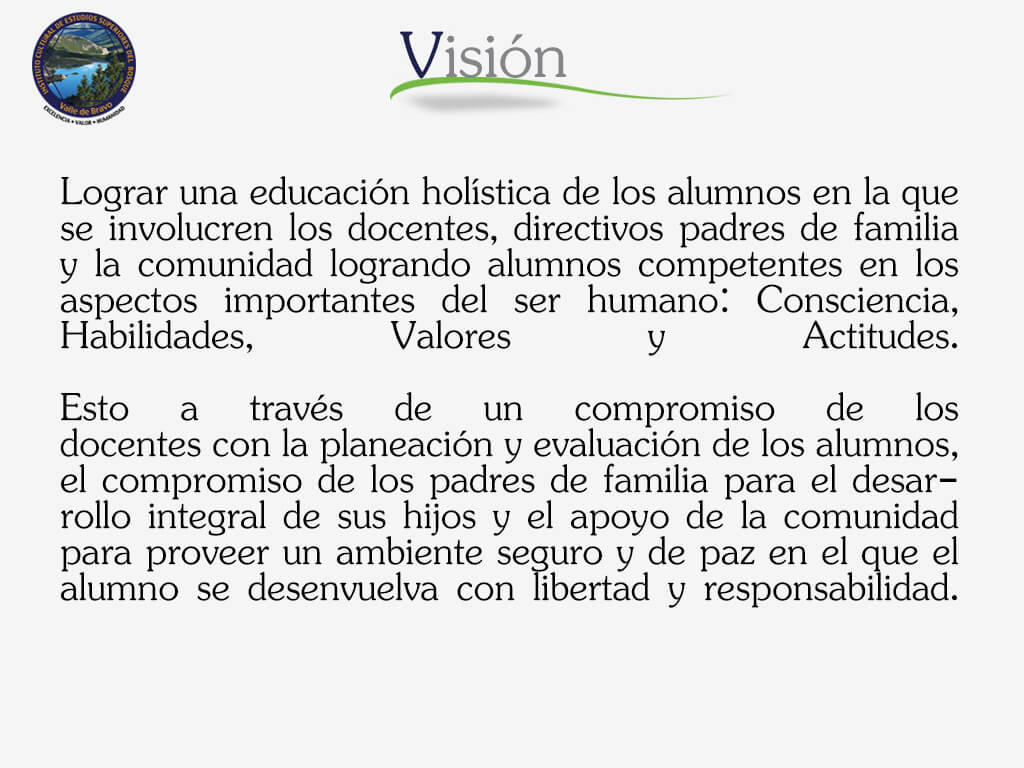 INSTITUTO CULTURAL DE ESTUDIOS SUPERIORES DEL BOSQUE
Valle de Bravo
EXCELENCIA • VALOR • HUMANIDAD
Visión
Lograr una educación holística de los alumnos en la que
se involucren los docentes, directivos padres de familia
y la comunidad logrando alumnos competentes en los
aspectos importantes del ser humano: Consciencia,
Habilidades, Valores y Actitudes.
Esto a través de un compromiso de los
docentes con la planeación y evaluación de los alumnos,
el compromiso de los padres de familia para el desar-
rollo integral de sus hijos y el apoyo de la comunidad
para proveer un ambiente seguro y de paz en el que el
alumno se desenvuelva con libertad y responsabilidad.